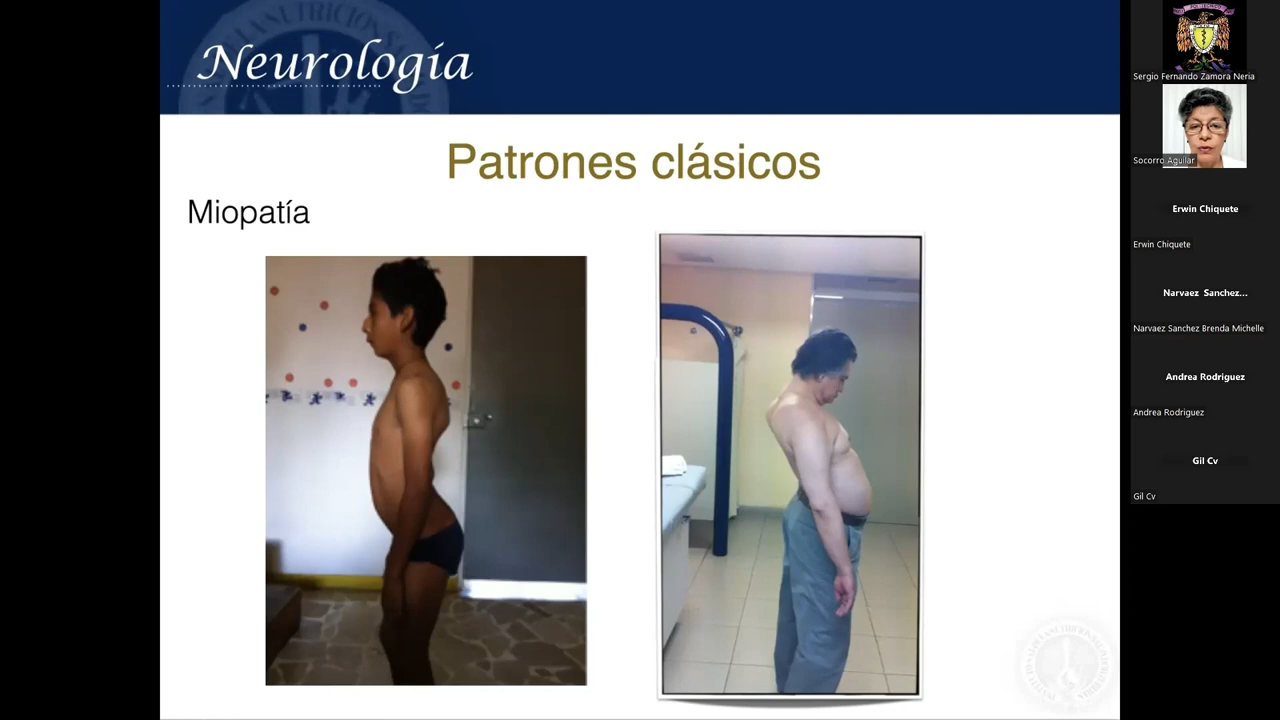 Neurología
Patrones clásicos
Miopatía
Sergio Fernando Zamora Neria
Socorro Aguilar
Erwin Chiquete
Erwin Chiquete
Narvaez Sanchez...
Narvaez Sanchez Brenda Michelle
Andrea Rodriguez
Andrea Rodriguez
Gil Cv
Gil Cv